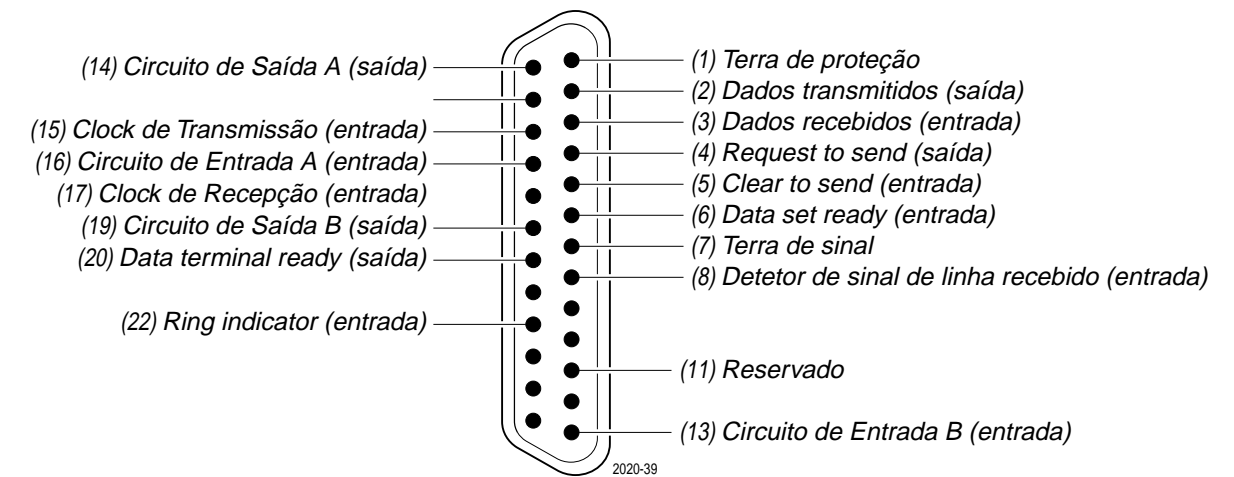 (14) Circuito de Saída A (saída)
(15) Clock de Transmissão (entrada)
(16) Circuito de Entrada A (entrada)
(17) Clock de Recepção (entrada)
(19) Circuito de Saída B (saída)
(20) Data terminal ready (saída)
(22) Ring indicator (entrada)
(1) Terra de proteção
(2) Dados transmitidos (saída)
(3) Dados recebidos (entrada)
(4) Request to send (saída)
(5) Clear to send (entrada)
(6) Data set ready (entrada)
(7) Terra de sinal
(8) Detetor de sinal de linha recebido (entrada)
(11) Reservado
(13) Circuito de Entrada B (entrada)
2020-39